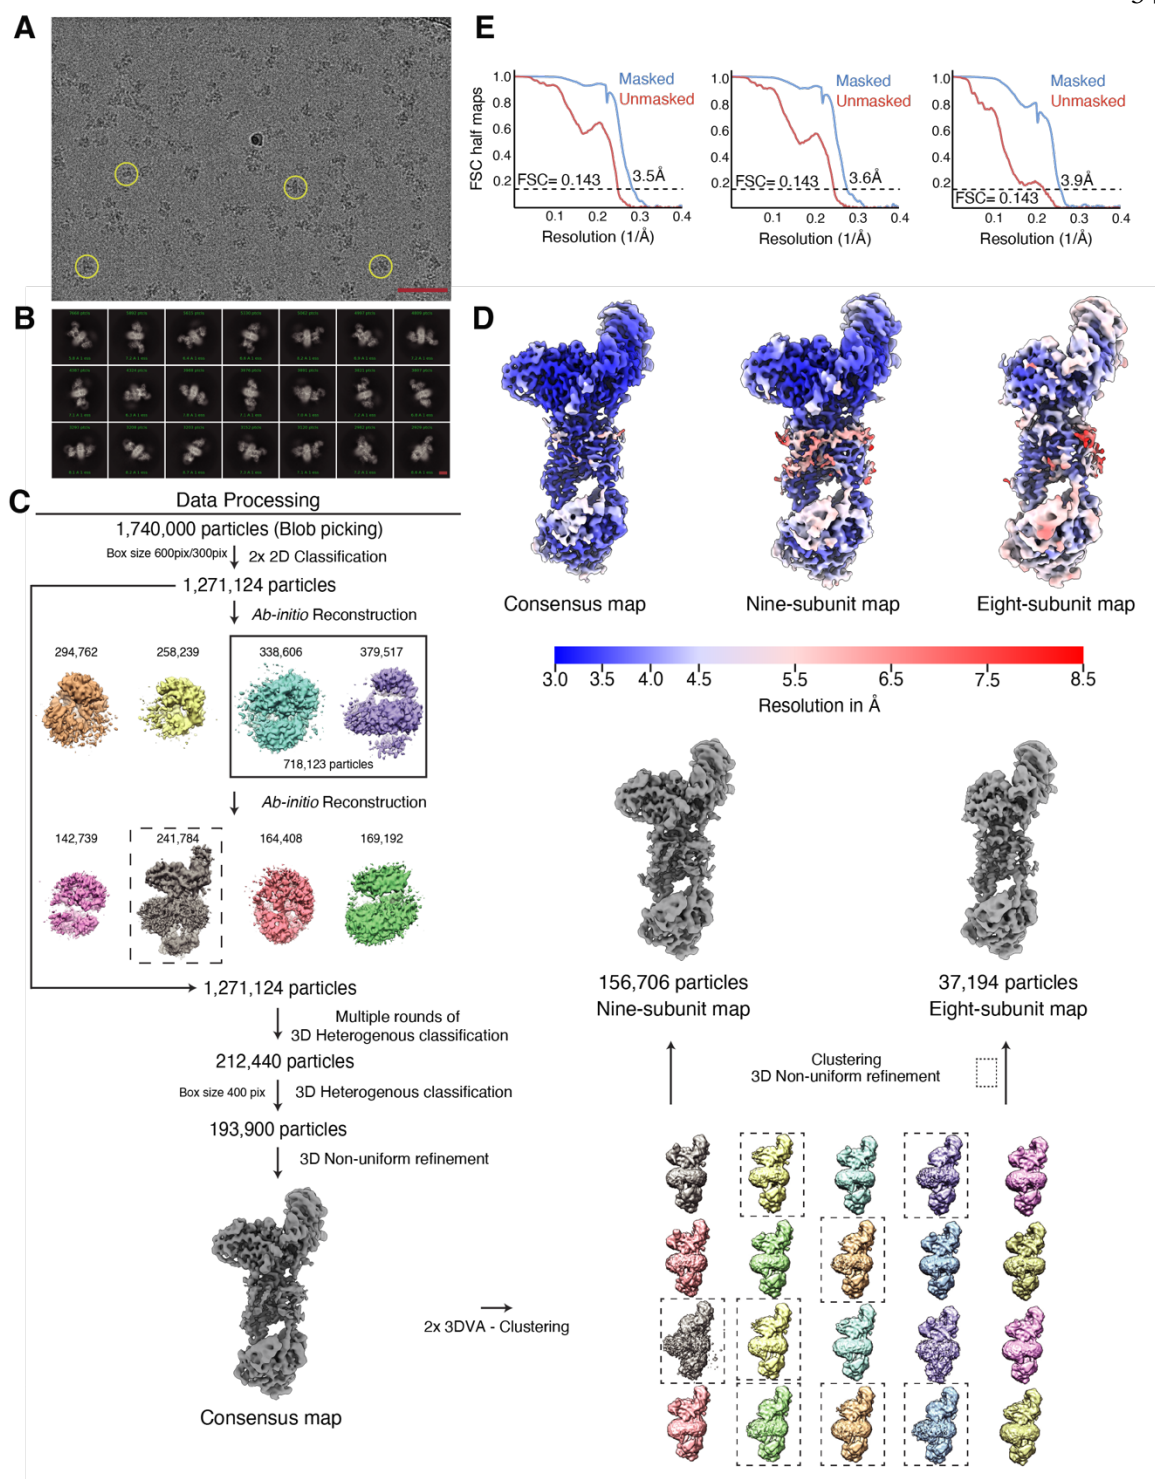 A
E
1.0
0.8
0.6
0.4
0.2
FSC half maps
Masked
Unmasked
FSC= 0.143
3.5Å
0.1 0.2 0.3 0.4
Resolution (1/Å)
1.0
0.8
0.6
0.4
0.2
Masked
Unmasked
FSC= 0.143
3.6Å
0.1 0.2 0.3 0.4
Resolution (1/Å)
1.0
0.8
0.6
0.4
0.2
Masked
Unmasked
3.9Å
FSC= 0.143
0.1 0.2 0.3 0.4
Resolution (1/Å)
B
D
Consensus map
Nine-subunit map
Eight-subunit map
3.0 3.5 4.0 4.5 5.5 6.5 7.5 8.5
Resolution in Å
C
Data Processing
1,740,000 particles (Blob picking)
Box size 600pix/300pix
2x 2D Classification
1,271,124 particles
Ab-initio Reconstruction
294,762
258,239
338,606
379,517
718,123 particles
Ab-initio Reconstruction
142,739
241,784
164,408
169,192
1,271,124 particles
Multiple rounds of
3D Heterogenous classification
212,440 particles
Box size 400 pix
3D Heterogenous classification
193,900 particles
3D Non-uniform refinement
Consensus map
2x 3DVA - Clustering
156,706 particles
Nine-subunit map
37,194 particles
Eight-subunit map
Clustering
3D Non-uniform refinement